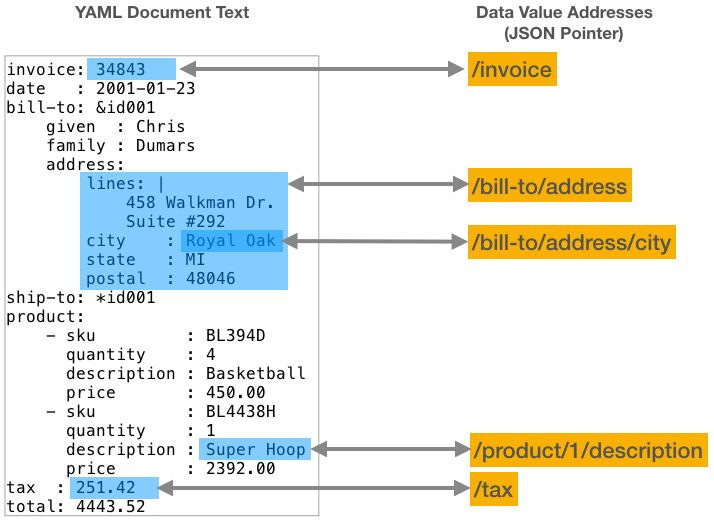 YAML Document Text
Data Value Addresses
(JSON Pointer)
invoice: 34843
/invoice
date   : 2001-01-23
bill-to: &id001
    given  : Chris
    family : Dumars
    address:
        lines: |
/bill-to/address
            458 Walkman Dr.
            Suite #292
        city    : Royal Oak
/bill-to/address/city
        state   : MI
        postal  : 48046
ship-to: *id001
product:
    - sku         : BL394D
      quantity    : 4
      description : Basketball
      price       : 450.00
    - sku         : BL4438H
      quantity    : 1
      description : Super Hoop
/product/1/description
      price       : 2392.00
tax  : 251.42
/tax
total: 4443.52